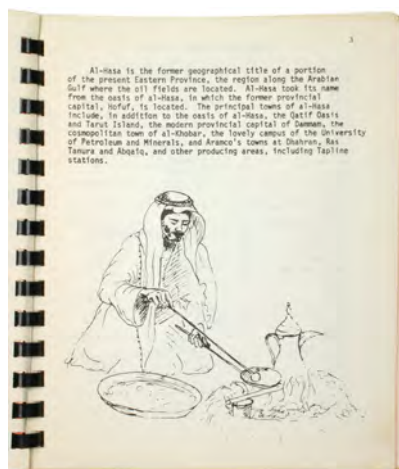 3
Al-Hasa is the former geographical title of a portion
of the present Eastern Province, the region along the Arabian
Gulf where the oil fields are located. Al-Hasa took its name
from the oasis of al-Hasa, in which the former provincial
capital, Hofuf, is located. The principal towns of al-Hasa
include, in addition to the oasis of al-Hasa, the Qatif Oasis
and Tarut Island, the modern provincial capital of Dammam, the
cosmopolitan town of al-Khobar, the lovely campus of the University
of Petroleum and Minerals, and Aramco's towns at Dhahran, Ras
Tanura and Abqaiq, and other producing areas, including Tapline
stations.